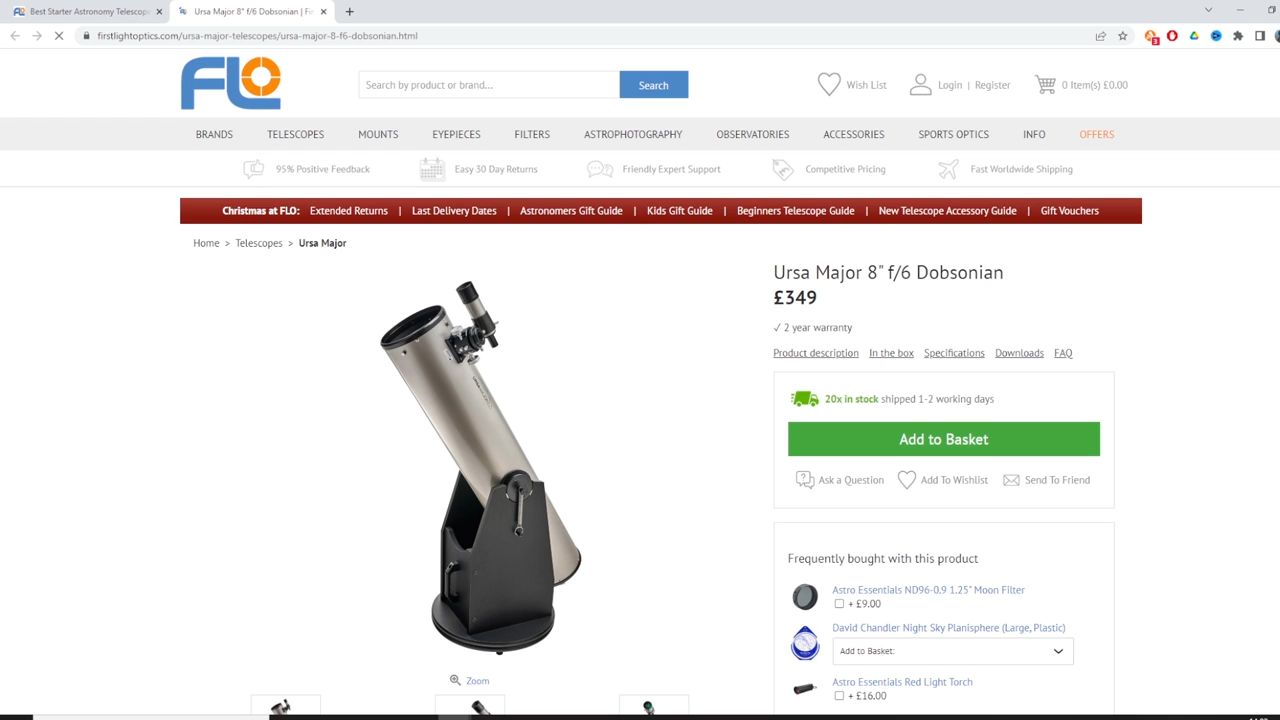 Best Starter Astronomy Telescope
Ursa Major 8" f/6 Dobsonian | Fi
firstlightoptics.com/ursa-major-telescopes/ursa-major-8-f6-dobsonian.html
3
FLO
Search by product or brand...
Search
Wish List
Login | Register
0 Item(s) £0.00
BRANDS TELESCOPES MOUNTS EYEPIECES FILTERS ASTROPHOTOGRAPHY OBSERVATORIES ACCESSORIES SPORTS OPTICS INFO OFFERS
95% Positive Feedback Easy 30 Day Returns Friendly Expert Support Competitive Pricing Fast Worldwide Shipping
Christmas at FLO: Extended Returns | Last Delivery Dates | Astronomers Gift Guide | Kids Gift Guide | Beginners Telescope Guide | New Telescope Accessory Guide | Gift Vouchers
Home > Telescopes > Ursa Major
Ursa Major 8" f/6 Dobsonian
£349
✓ 2 year warranty
Product description In the box Specifications Downloads FAQ
20x in stock shipped 1-2 working days
Add to Basket
Ask a Question Add To Wishlist Send To Friend
Frequently bought with this product
Astro Essentials ND96-0.9 1.25" Moon Filter
+ £9.00
David Chandler Night Sky Planisphere (Large, Plastic)
Add to Basket:
Astro Essentials Red Light Torch
+ £16.00
Zoom